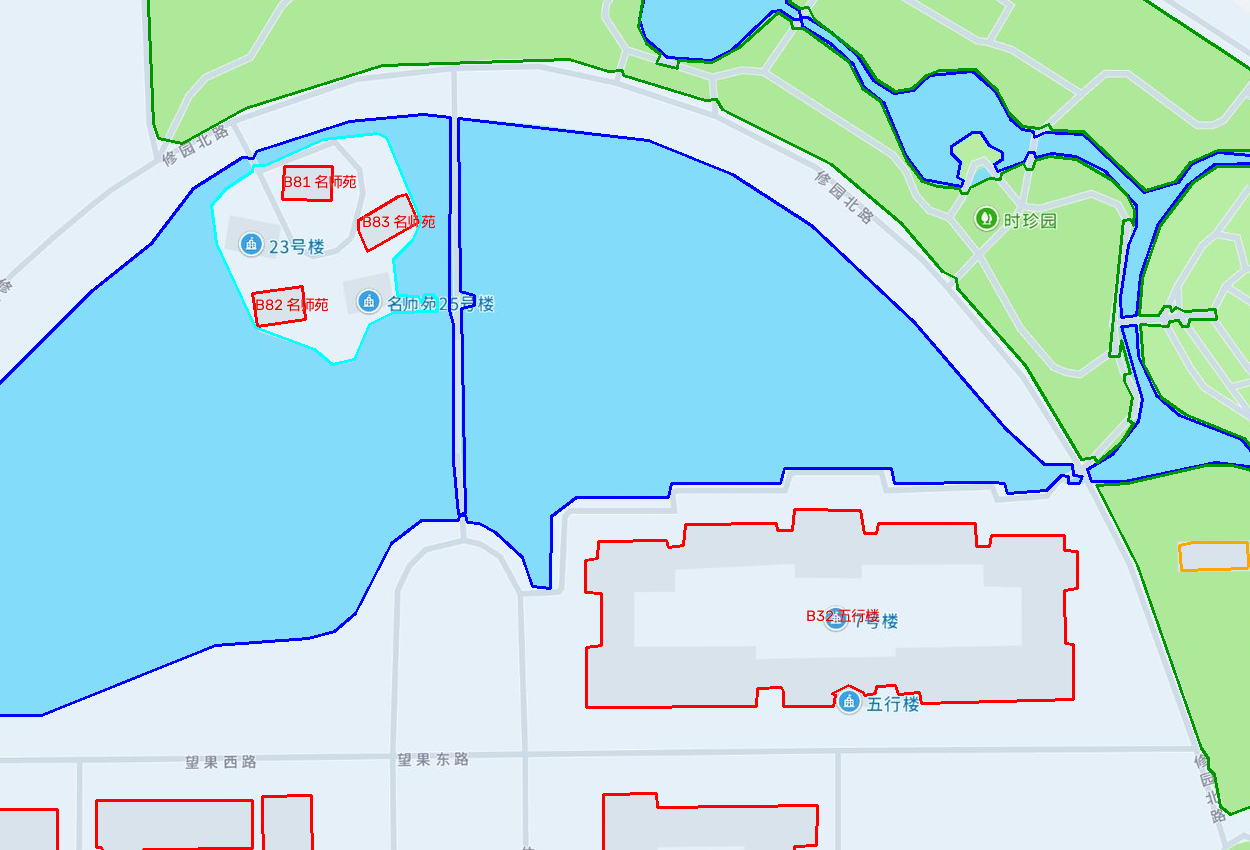 修园北路
B81 名师苑
修园北路
B83 名师苑
时珍园
23号楼
修
名师苑25号楼
B82 名师苑
B32 五行楼
7号楼
五行楼
望果西路
望果东路
修园北路